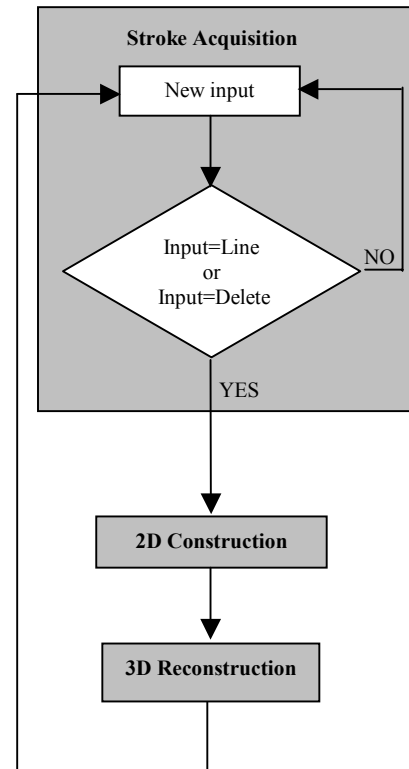 Stroke Acquisition
New input
Input=Line
or
Input=Delete
NO
YES
2D Construction
3D Reconstruction